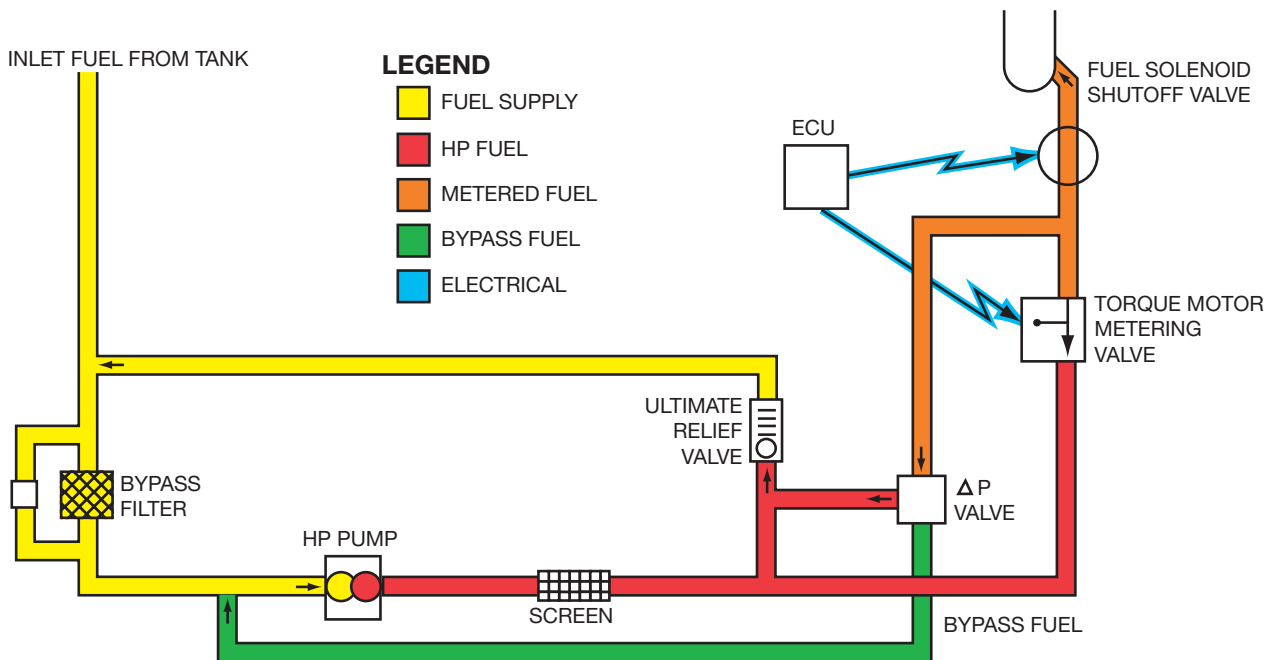 INLET FUEL FROM TANK
LEGEND
FUEL SUPPLY
HP FUEL
METERED FUEL
BYPASS FUEL
ELECTRICAL
ECU
FUEL SOLENOID
SHUTOFF VALVE
TORQUE MOTOR
METERING
VALVE
ULTIMATE
RELIEF
VALVE
BYPASS
FILTER
Δ P
VALVE
HP PUMP
SCREEN
BYPASS FUEL